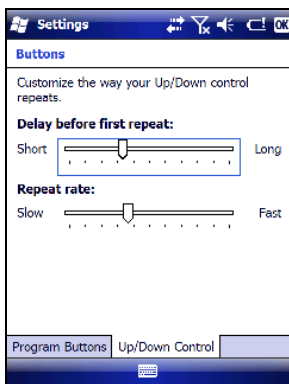 Settings OK
Buttons
Customize the way your Up/Down control
repeats.
Delay before first repeat:
Short Long
Repeat rate:
Slow Fast
Program Buttons Up/Down Control